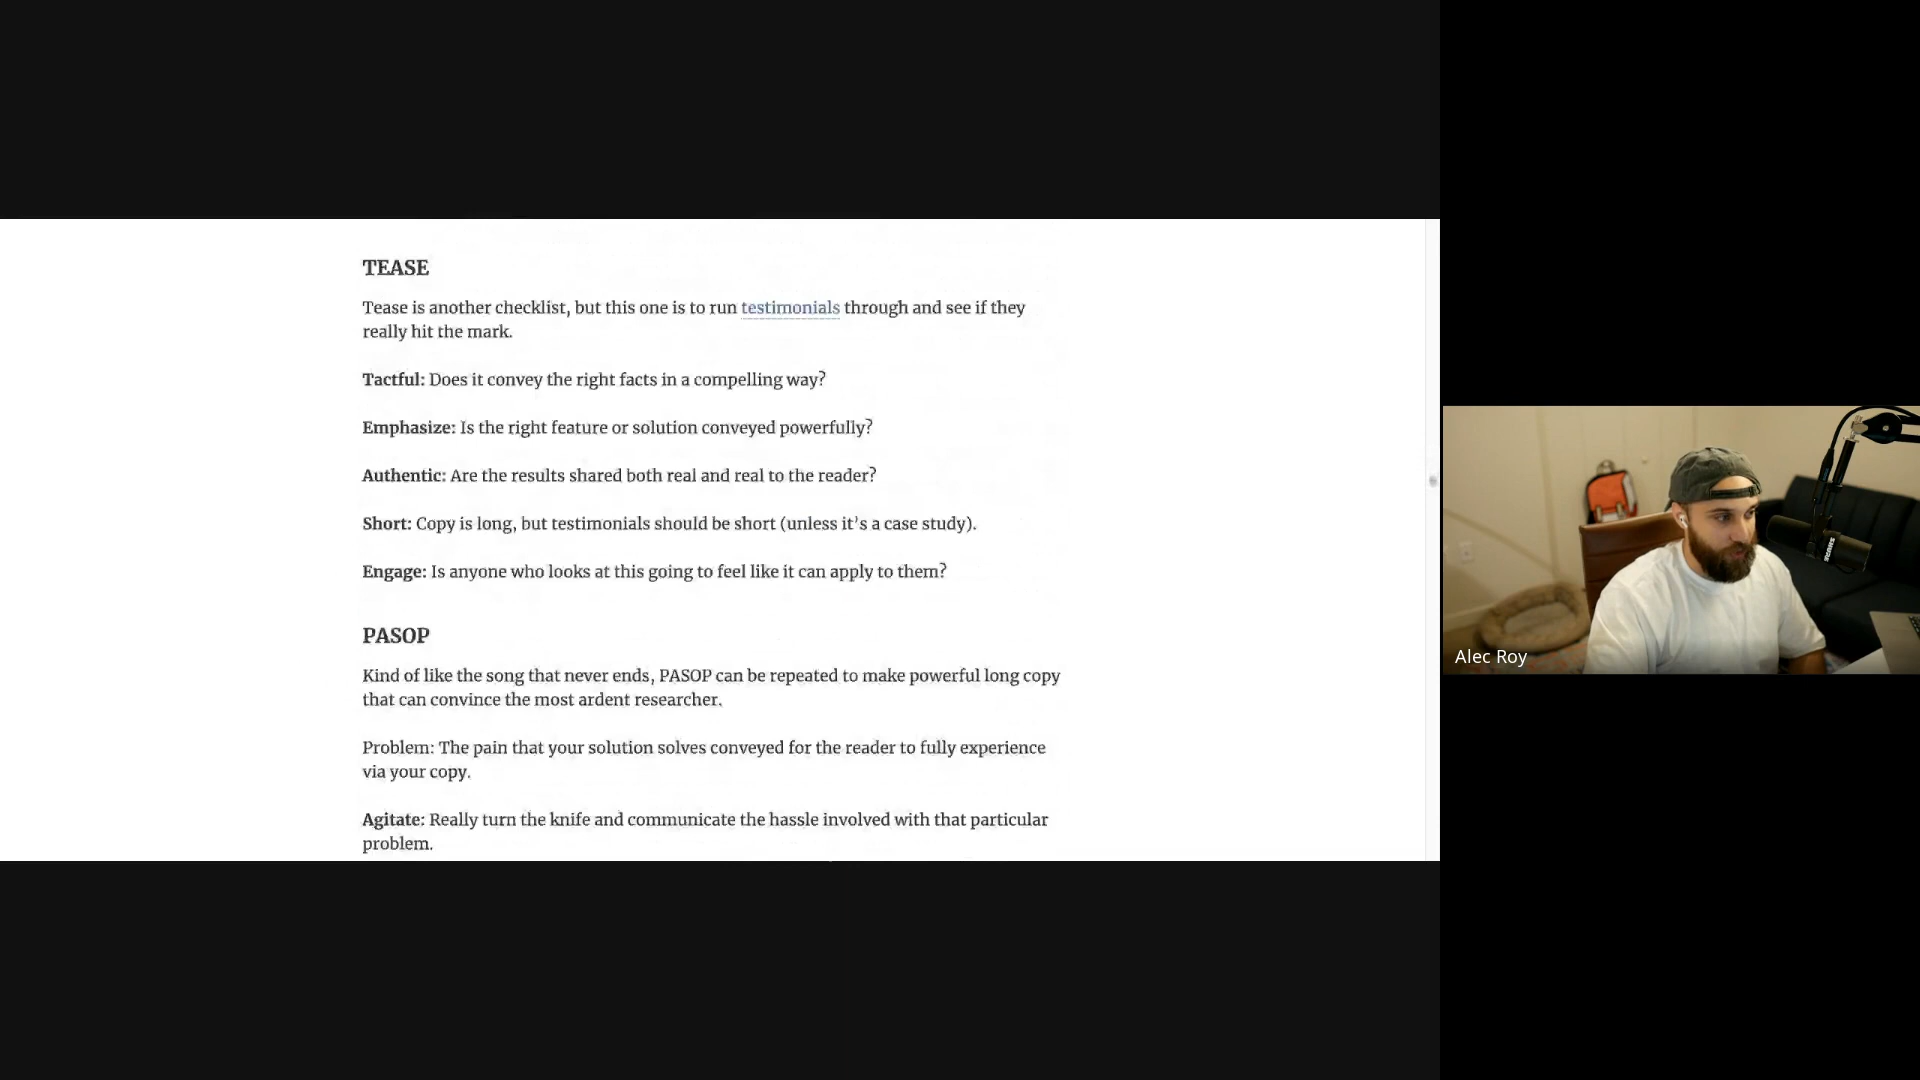 TEASE
Tease is another checklist, but this one is to run testimonials through and see if they
really hit the mark.
Tactful: Does it convey the right facts in a compelling way?
Emphasize: Is the right feature or solution conveyed powerfully?
Authentic: Are the results shared both real and real to the reader?
Short: Copy is long, but testimonials should be short (unless it's a case study).
Engage: Is anyone who looks at this going to feel like it can apply to them?
PASOP
Kind of like the song that never ends, PASOP can be repeated to make powerful long copy
that can convince the most ardent researcher.
Problem: The pain that your solution solves conveyed for the reader to fully experience
via your copy.
Agitate: Really turn the knife and communicate the hassle involved with that particular
problem.
SHURE
Alec Roy